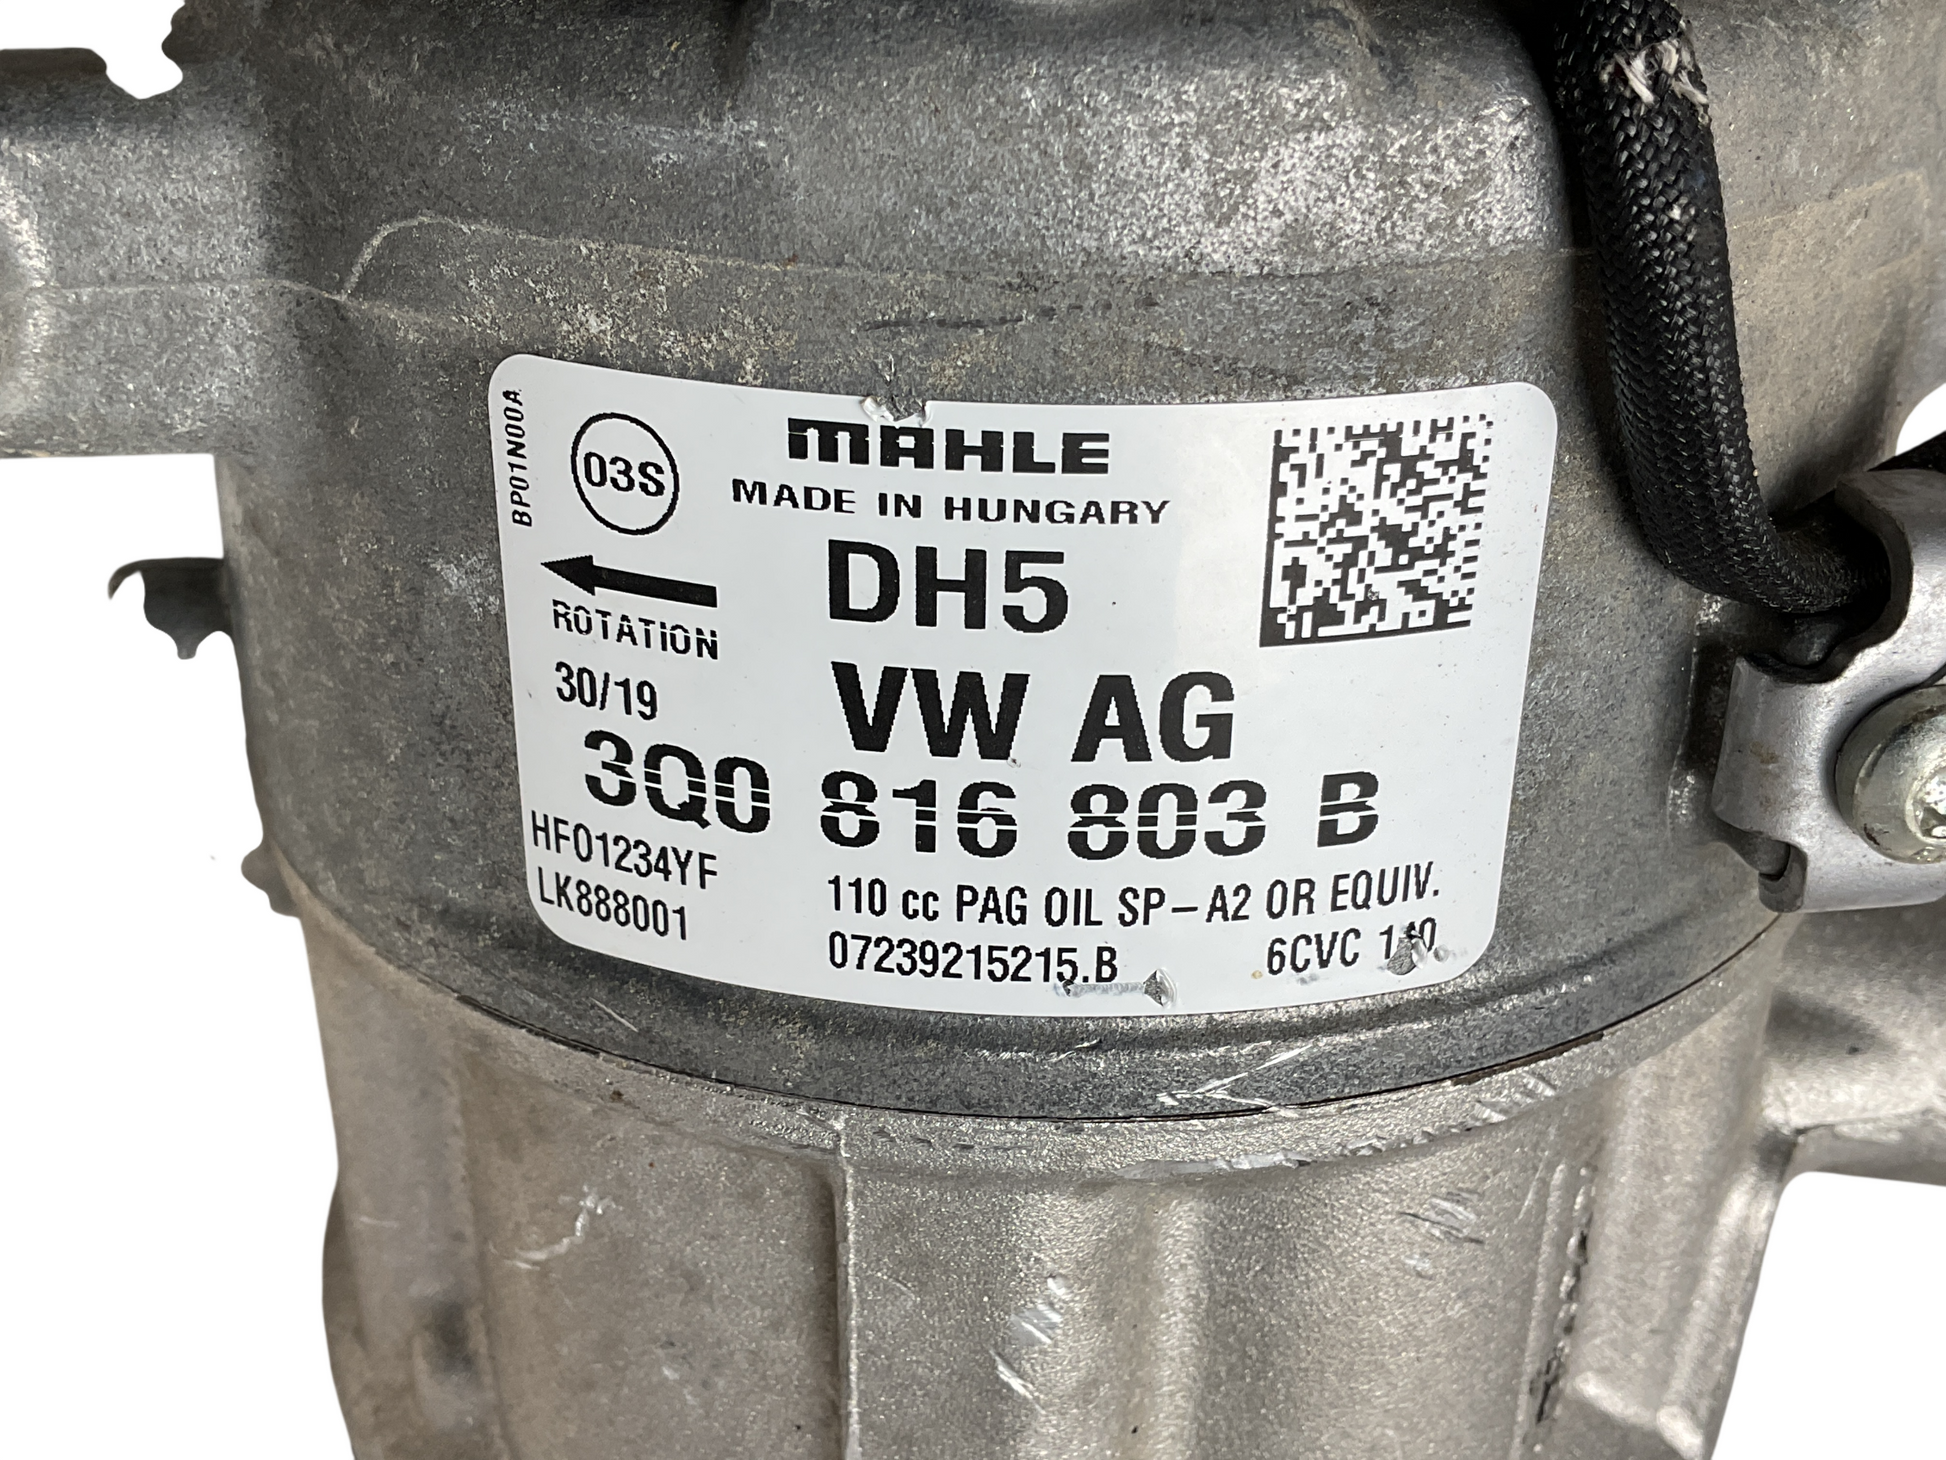 BP01N00A
03S
MAHLE
MADE IN HUNGARY
DH5
ROTATION
30/19
VW AG
3Q0 816 803 B
HFO1234YF
LK888001
110 cc PAG OIL SP-A2 OR EQUIV.
07239215215.B
6CVC